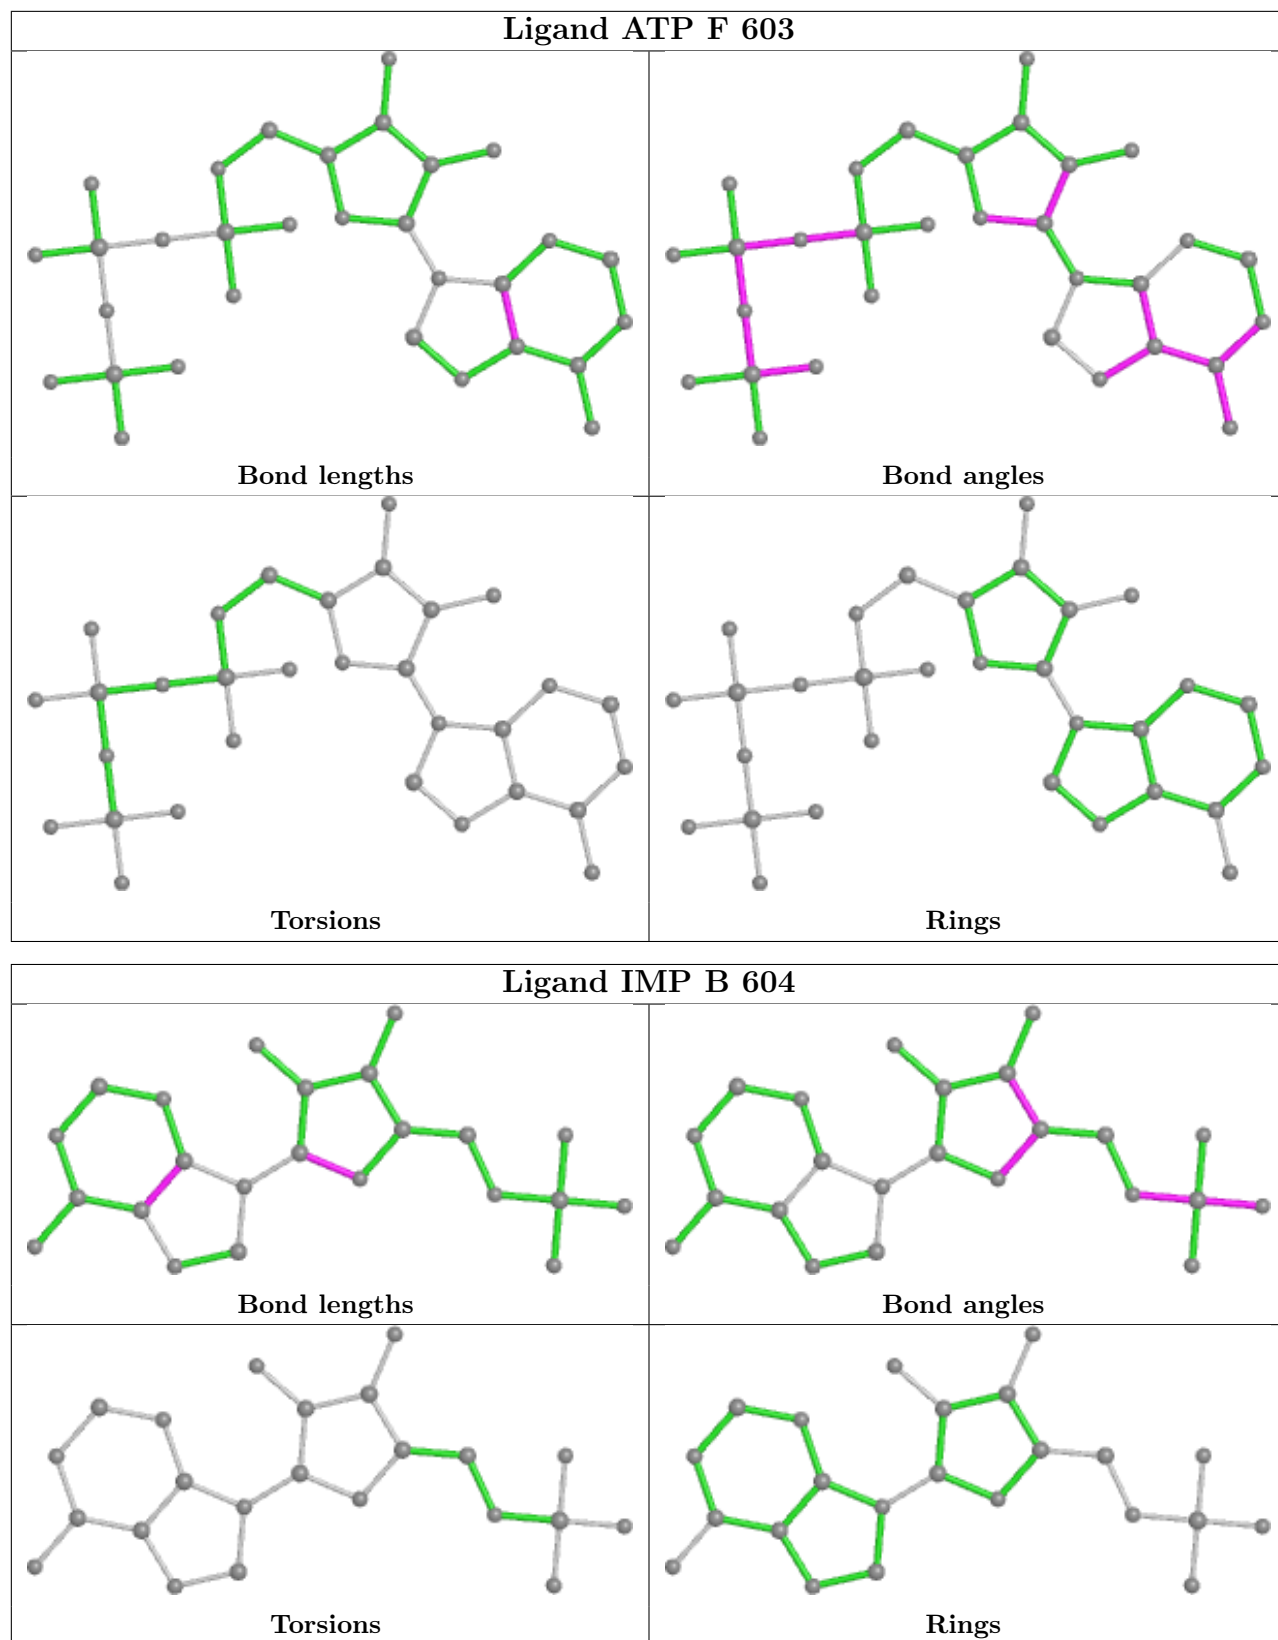 Ligand ATP F 603
Bond lengths
Bond angles
Torsions
Rings
Ligand IMP B 604
Bond lengths
Bond angles
Torsions
Rings